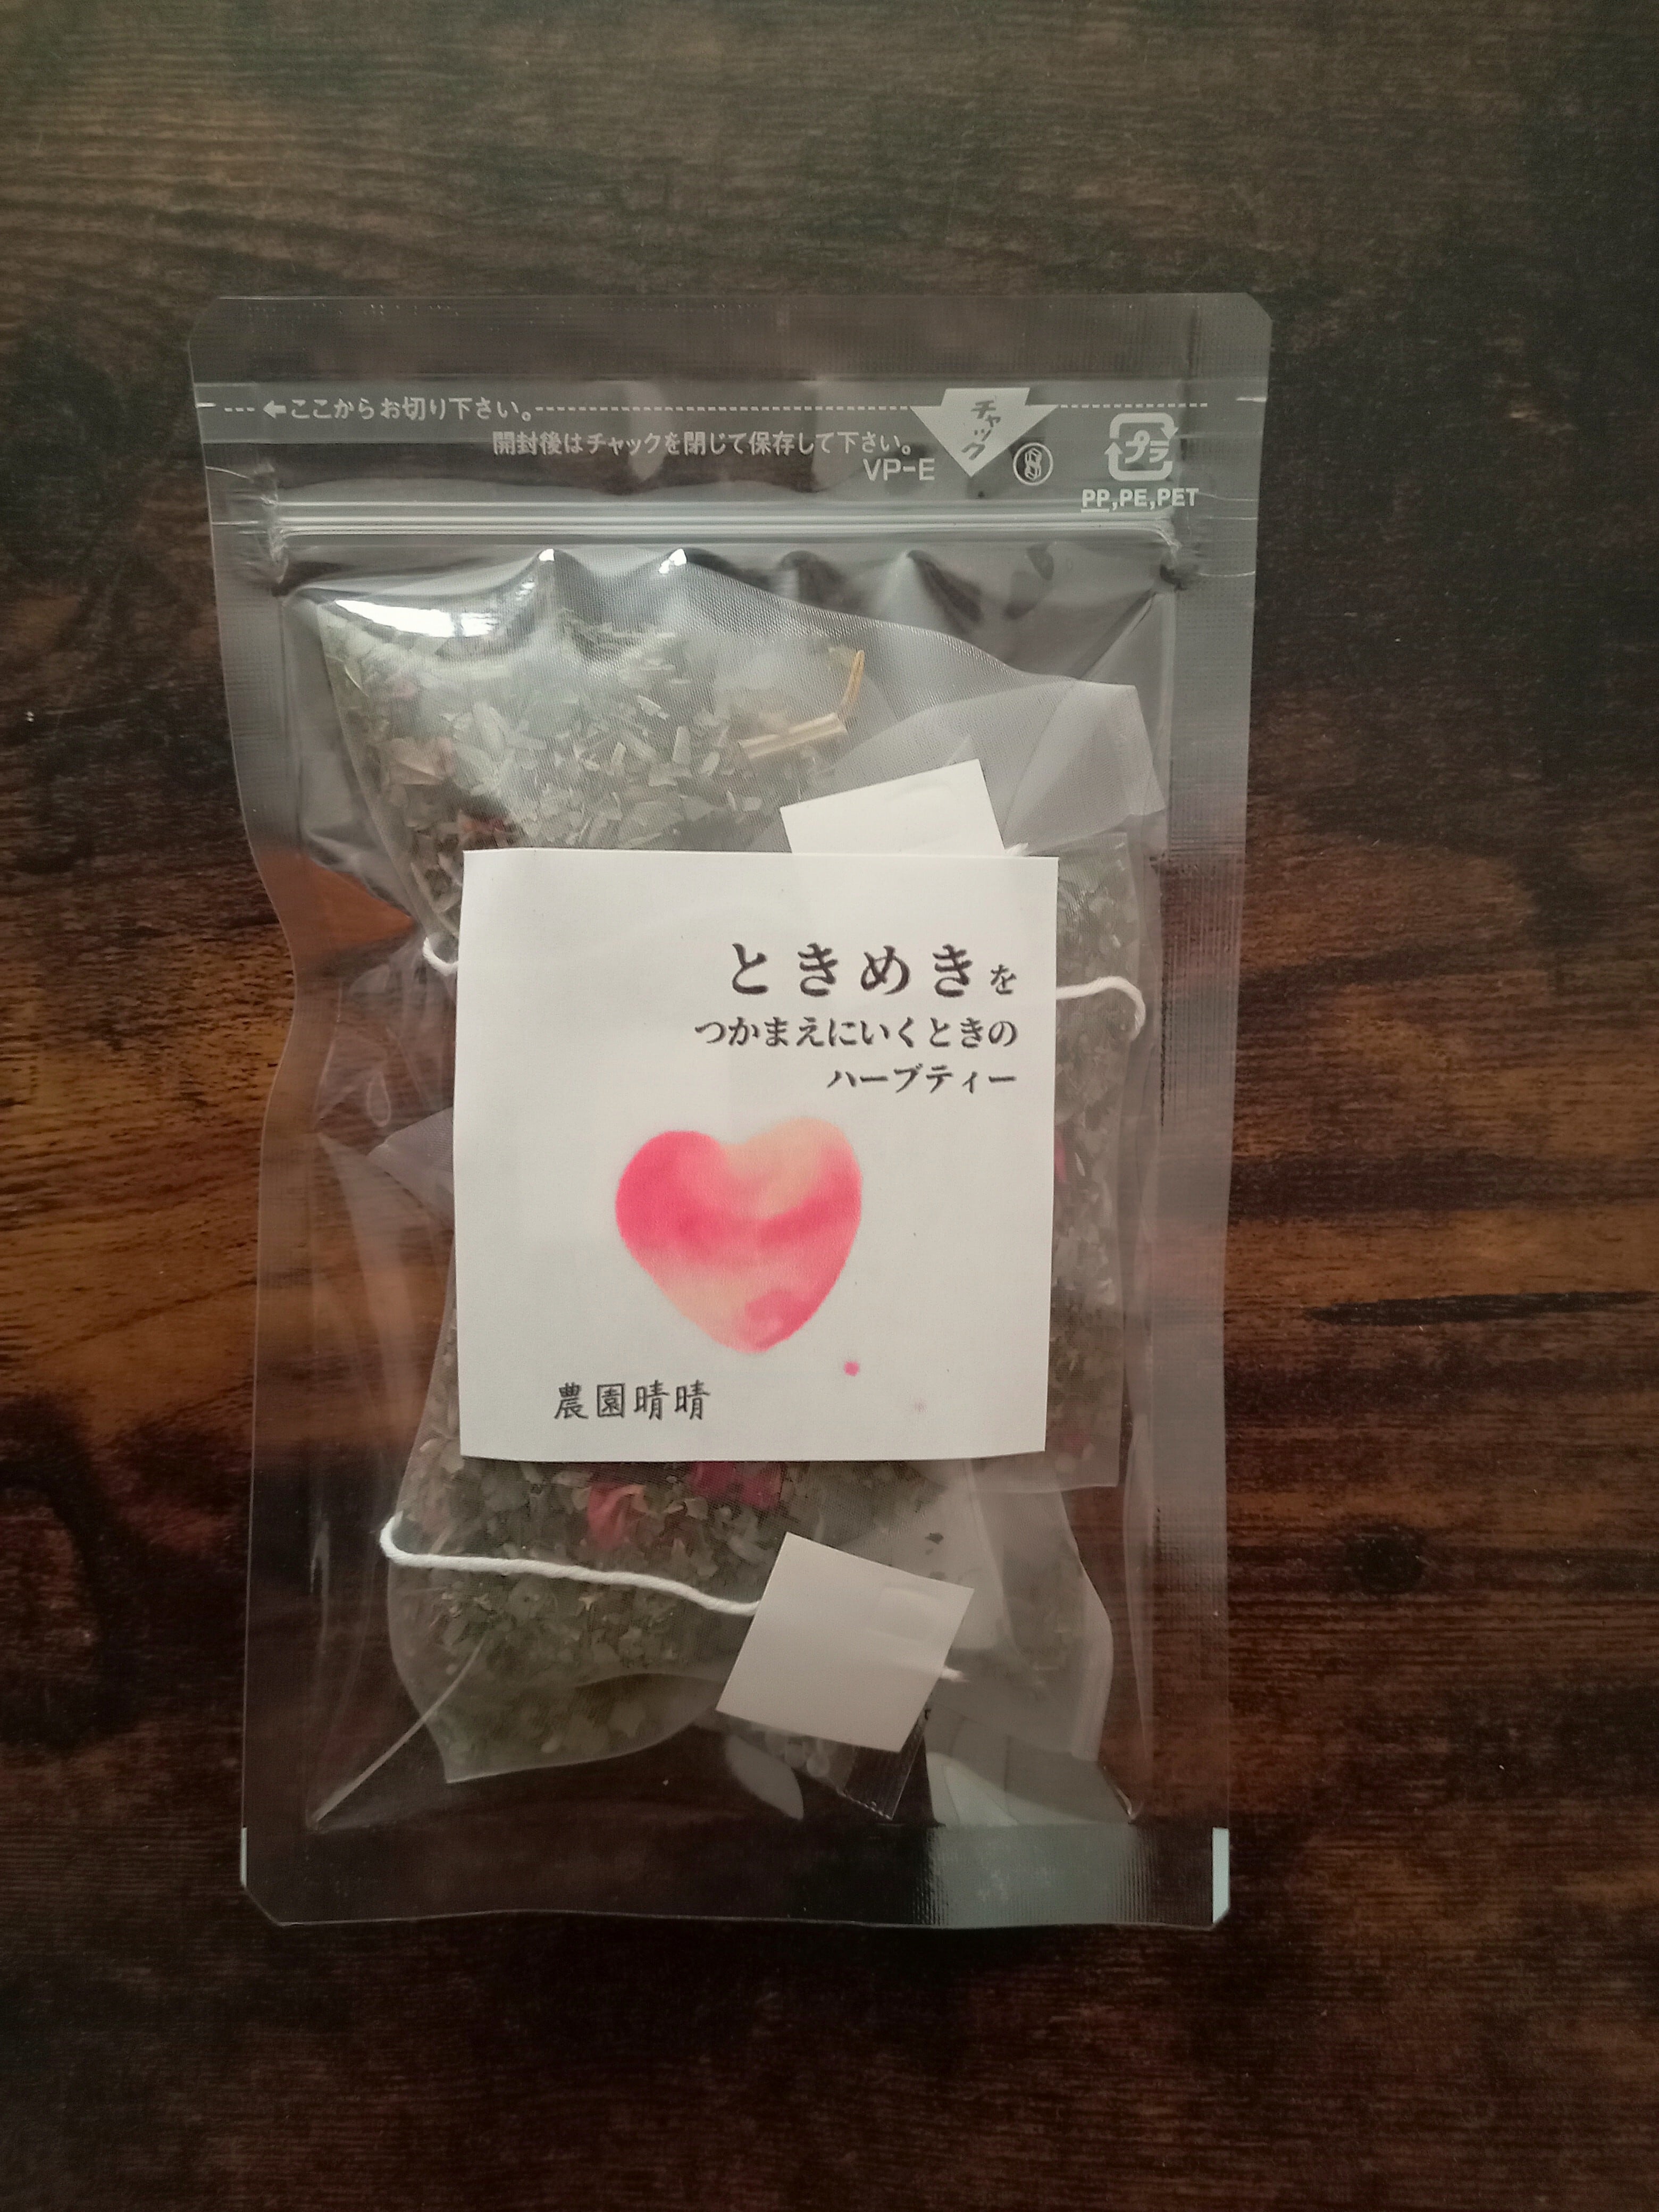 ←ここからお切り下さい。
チャック
開封後はチャックを閉じて保存して下さい。
VP-E
プラ
PP,PE,PET
ときめきを
つかまえにいくときの
ハーブティー
農園晴晴